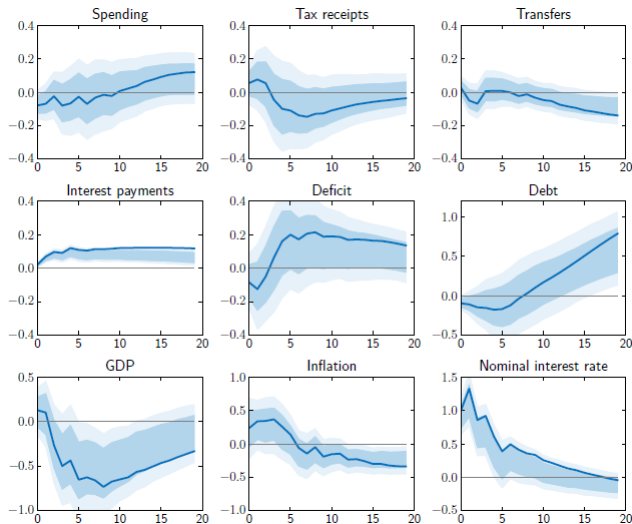 Spending Tax receipts Transfers
0.4 0.4 0.4
0.2 0.2 0.2
0.0 0.0 0.0
−0.2 −0.2 −0.2
−0.4 −0.4 −0.4
0 5 10 15 20 0 5 10 15 20 0 5 10 15 20
Interest payments Deficit Debt
0.4 0.4 1.0
0.2 0.2 0.5
0.0 0.0 0.0
−0.2 −0.2
−0.4 −0.4 −0.5
0 5 10 15 20 0 5 10 15 20 0 5 10 15 20
GDP Inflation Nominal interest rate
0.5 1.0 1.5
0.0 0.5 1.0
0.0 0.5
−0.5 −0.5 0.0
−1.0 −1.0 −0.5
0 5 10 15 20 0 5 10 15 20 0 5 10 15 20